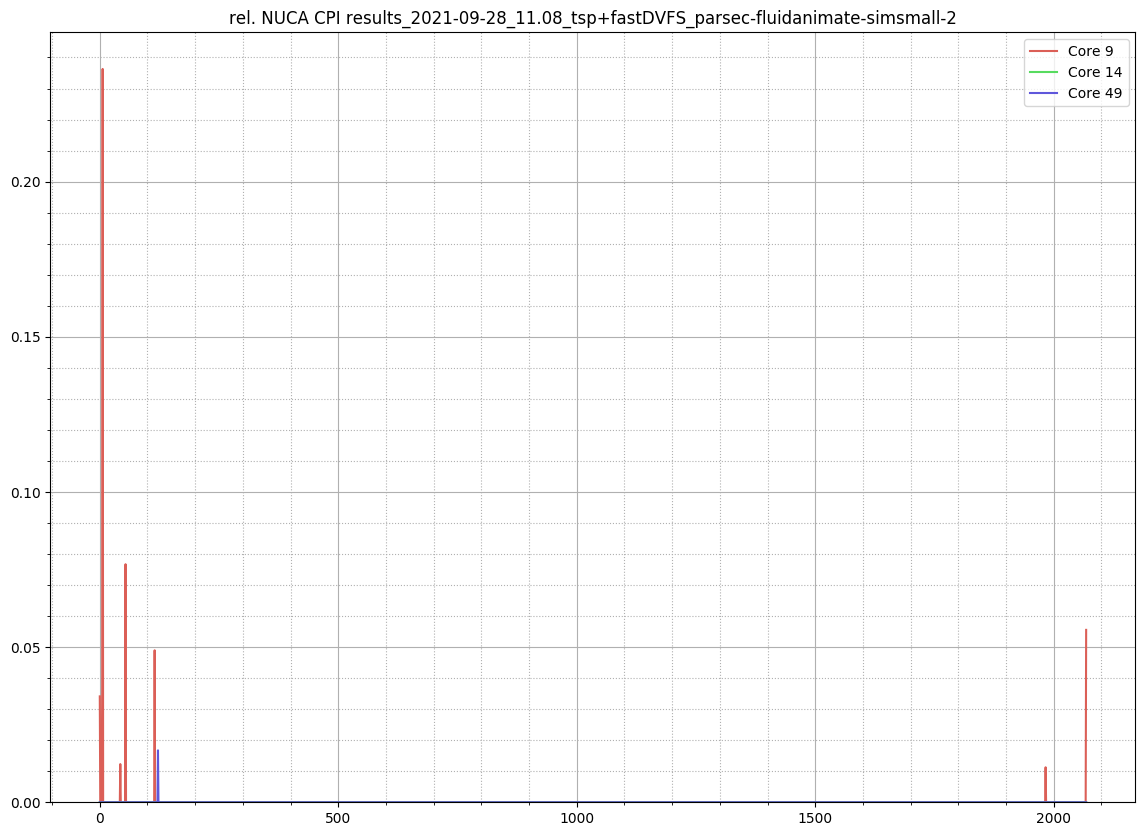 rel. NUCA CPI results_2021-09-28_11.08_tsp+fastDVFS_parsec-fluidanimate-simsmall-2
Core 9
Core 14
Core 49
0.20
0.15
0.10
0.05
0.00
0
500
1000
1500
2000